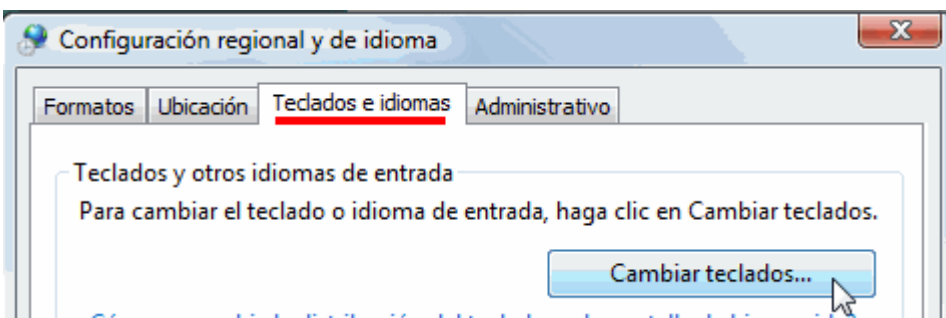 Configuración regional y de idioma
Formatos Ubicación Teclados e idiomas Administrativo
Teclados y otros idiomas de entrada
Para cambiar el teclado o idioma de entrada, haga clic en Cambiar teclados.
Cambiar teclados...